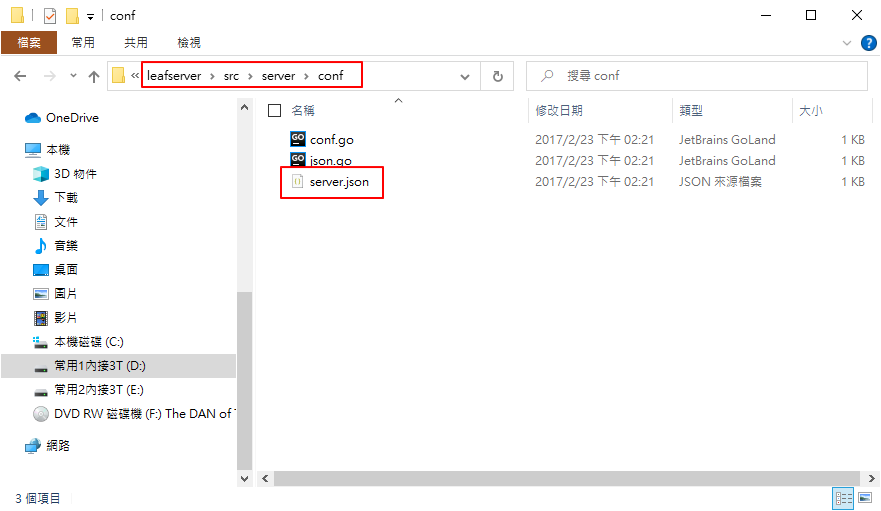 conf
檔案 常用 共用 檢視
« leafserver › src › server › conf 搜尋 conf
OneDrive
本機
3D 物件
下載
文件
音樂
桌面
圖片
影片
本機磁碟 (C:)
常用1內接3T (D:)
常用2內接3T (E:)
DVD RW 磁碟機 (F:) The DAN of
網路
名稱 修改日期 類型 大小
GO conf.go 2017/2/23 下午 02:21 JetBrains GoLand 1 KB
GO json.go 2017/2/23 下午 02:21 JetBrains GoLand 1 KB
server.json 2017/2/23 下午 02:21 JSON 來源檔案 1 KB
3 個項目